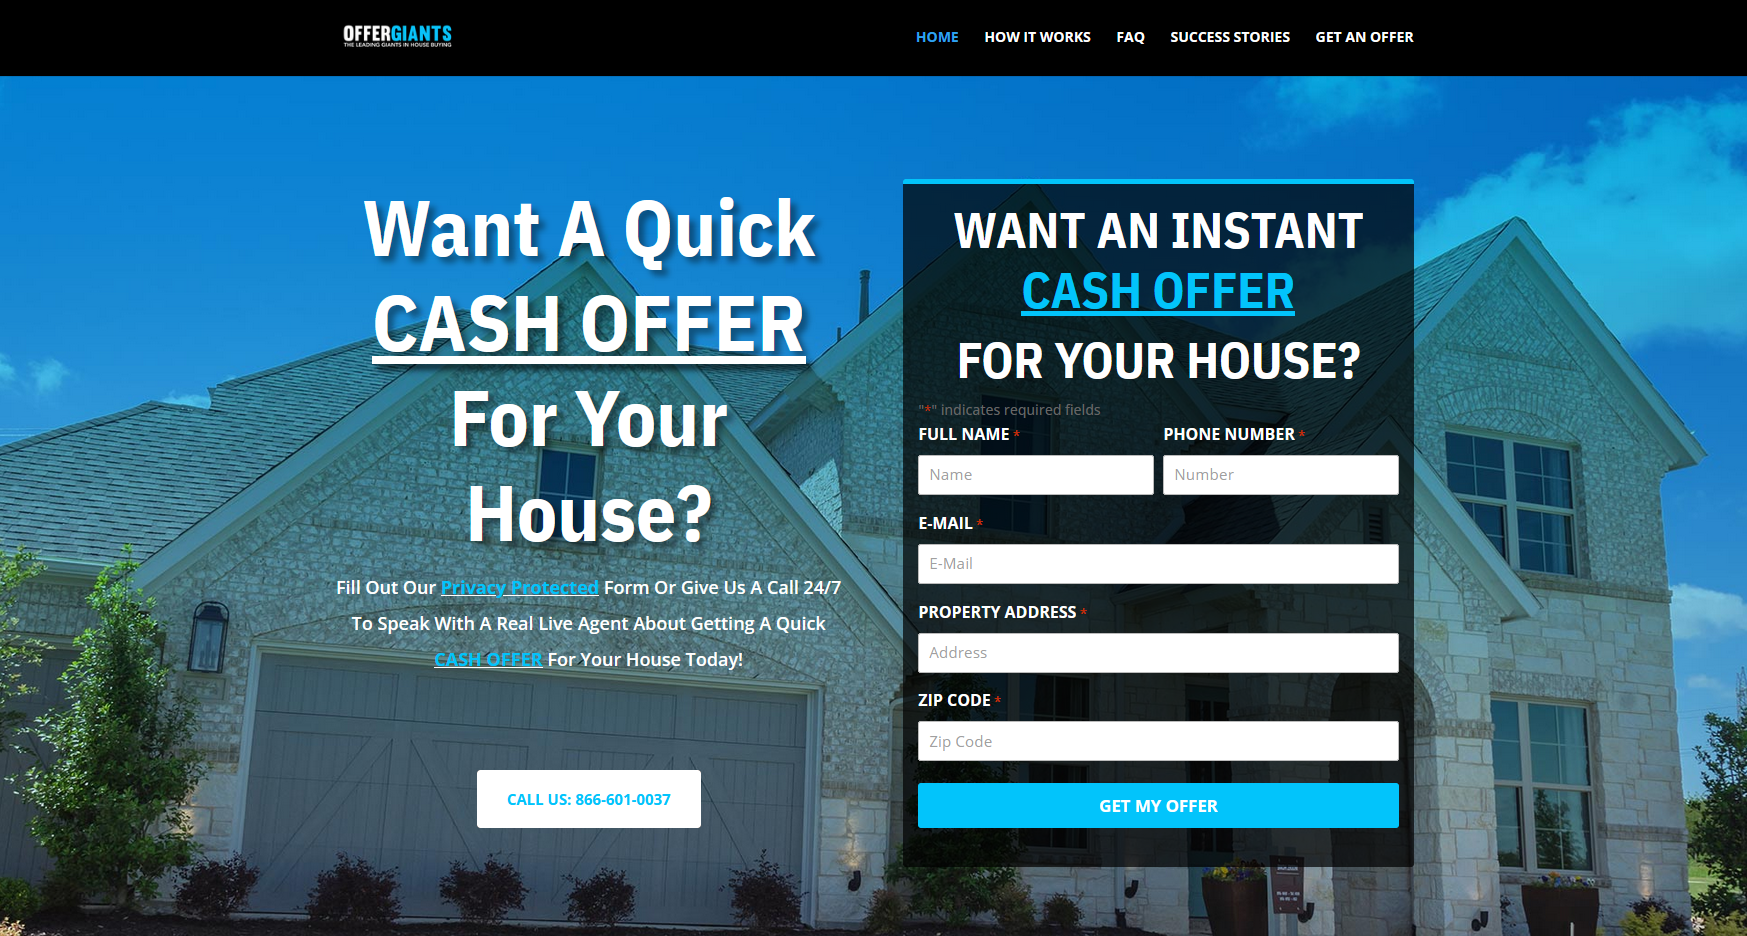 OFFERGIANTS
THE LEADING GIANTS IN HOUSE BUYING
HOME
HOW IT WORKS
FAQ
SUCCESS STORIES
GET AN OFFER
Want A Quick
CASH OFFER
For Your
House?
Fill Out Our Privacy Protected Form Or Give Us A Call 24/7
To Speak With A Real Live Agent About Getting A Quick
CASH OFFER For Your House Today!
CALL US: 866-601-0037
WANT AN INSTANT
CASH OFFER
FOR YOUR HOUSE?
"*" indicates required fields
FULL NAME *
Name
PHONE NUMBER *
Number
E-MAIL *
E-Mail
PROPERTY ADDRESS *
Address
ZIP CODE *
Zip Code
GET MY OFFER